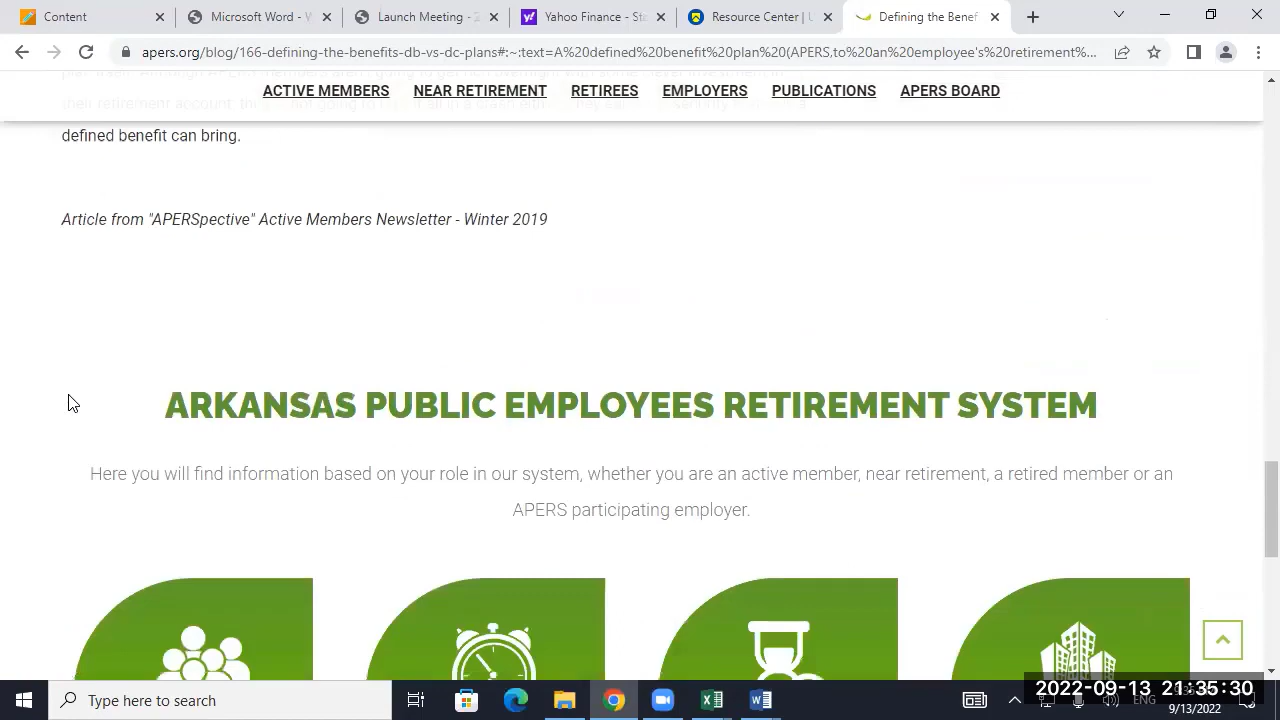 Content
Microsoft Word - W
Launch Meeting - Z
Yahoo Finance - Sta
Resource Center | U
Defining the Benef
apers.org/blog/166-defining-the-benefits-db-vs-dc-plans#:~:text=A%20defined%20benefit%20plan%20(APERS,to%20an%20employee's%20retirement%...
ACTIVE MEMBERS NEAR RETIREMENT RETIREES EMPLOYERS PUBLICATIONS APERS BOARD
defined benefit can bring.
Article from "APERSpective" Active Members Newsletter - Winter 2019
ARKANSAS PUBLIC EMPLOYEES RETIREMENT SYSTEM
Here you will find information based on your role in our system, whether you are an active member, near retirement, a retired member or an
APERS participating employer.
Type here to search
2022-09-13 21:35:30
ENG
9/13/2022